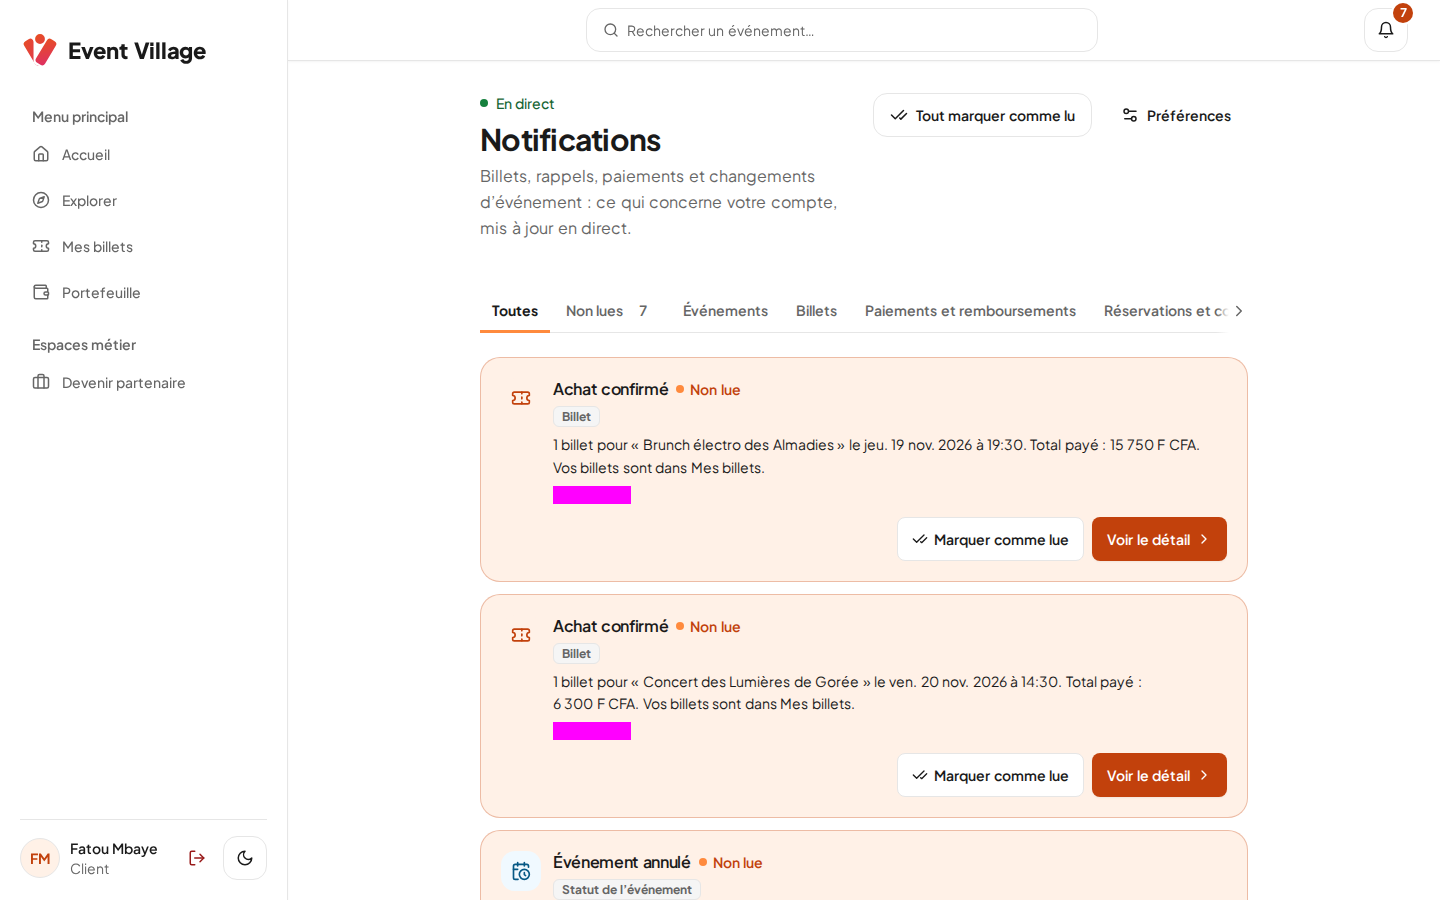 Event Village
Rechercher un événement…
7
Menu principal
Accueil
Explorer
Mes billets
Portefeuille
Espaces métier
Devenir partenaire
FM
Fatou Mbaye
Client
En direct
Notifications
Billets, rappels, paiements et changements
d’événement : ce qui concerne votre compte,
mis à jour en direct.
Tout marquer comme lu
Préférences
Toutes Non lues 7 Événements Billets Paiements et remboursements Réservations et
Achat confirmé Non lue
Billet
1 billet pour « Brunch électro des Almadies » le jeu. 19 nov. 2026 à 19:30. Total payé : 15 750 F CFA.
Vos billets sont dans Mes billets.
Marquer comme lue Voir le détail
Achat confirmé Non lue
Billet
1 billet pour « Concert des Lumières de Gorée » le ven. 20 nov. 2026 à 14:30. Total payé :
6 300 F CFA. Vos billets sont dans Mes billets.
Marquer comme lue Voir le détail
Événement annulé Non lue
Statut de l’événement